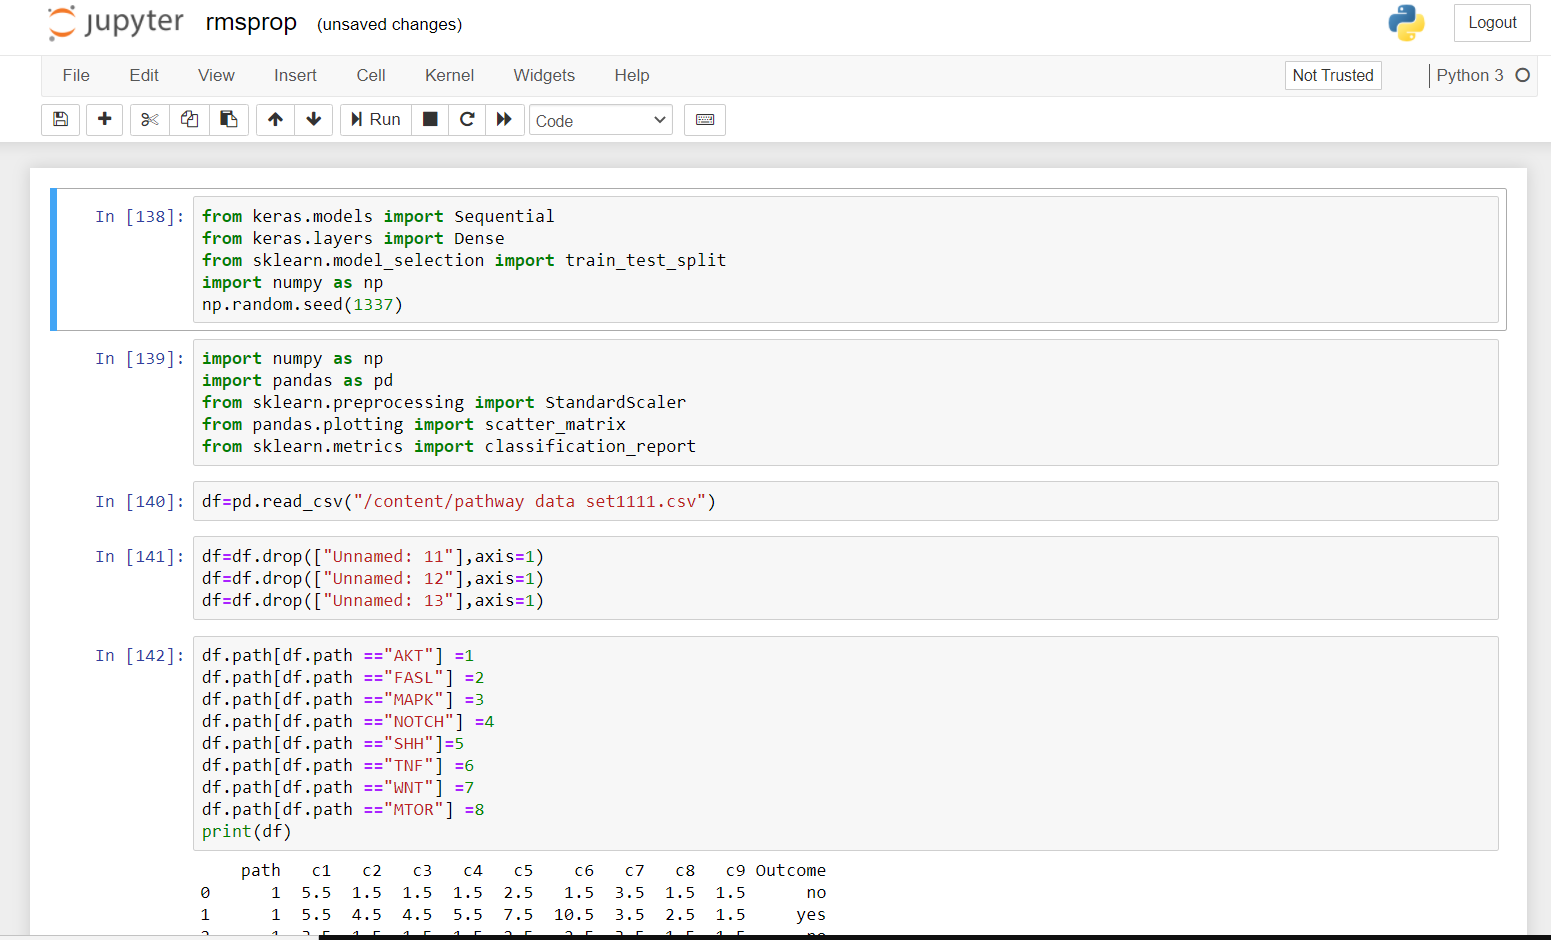 jupyter rmsprop (unsaved changes) Logout
File Edit View Insert Cell Kernel Widgets Help Not Trusted Python 3
Run Code
In [138]: from keras.models import Sequential
from keras.layers import Dense
from sklearn.model_selection import train_test_split
import numpy as np
np.random.seed(1337)
In [139]: import numpy as np
import pandas as pd
from sklearn.preprocessing import StandardScaler
from pandas.plotting import scatter_matrix
from sklearn.metrics import classification_report
In [140]: df=pd.read_csv("/content/pathway data set1111.csv")
In [141]: df=df.drop(["Unnamed: 11"],axis=1)
df=df.drop(["Unnamed: 12"],axis=1)
df=df.drop(["Unnamed: 13"],axis=1)
In [142]: df.path[df.path =="AKT"] =1
df.path[df.path =="FASL"] =2
df.path[df.path =="MAPK"] =3
df.path[df.path =="NOTCH"] =4
df.path[df.path =="SHH"]=5
df.path[df.path =="TNF"] =6
df.path[df.path =="WNT"] =7
df.path[df.path =="MTOR"] =8
print(df)
path c1 c2 c3 c4 c5 c6 c7 c8 c9 Outcome
0 1 5.5 1.5 1.5 1.5 2.5 1.5 3.5 1.5 1.5 no
1 1 5.5 4.5 4.5 5.5 7.5 10.5 3.5 2.5 1.5 yes